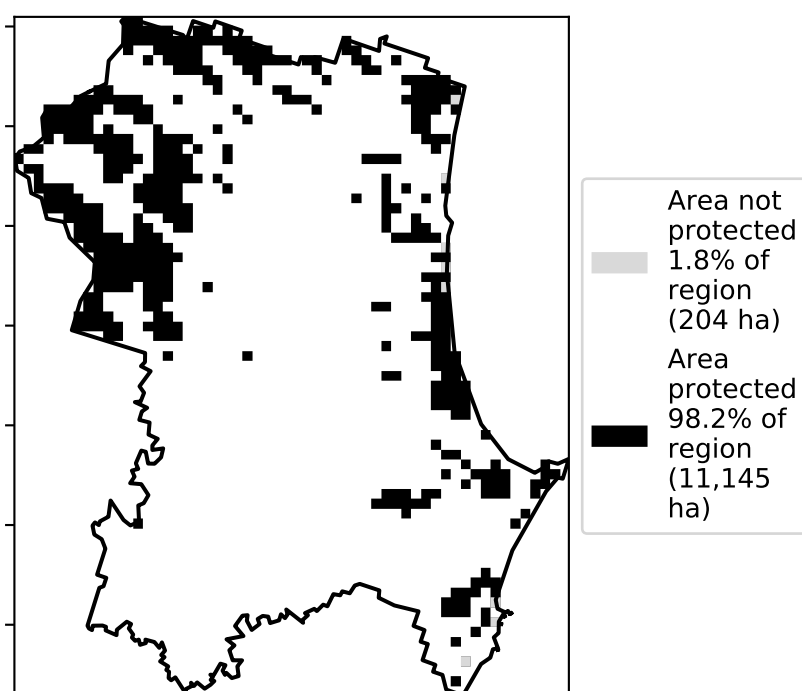 Area not
protected
1.8% of
region
(204 ha)
Area
protected
98.2% of
region
(11,145
ha)